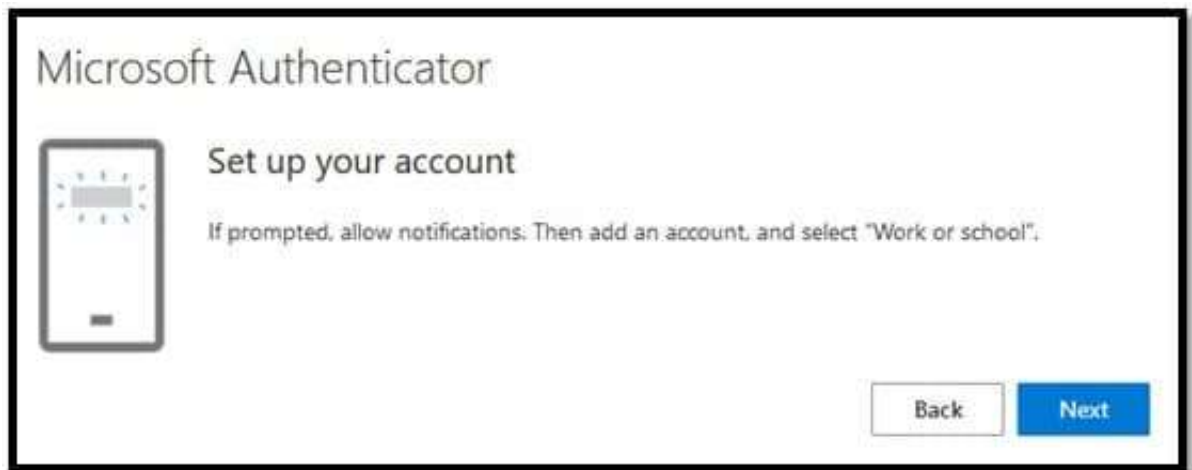 Microsoft Authenticator
Set up your account
If prompted, allow notifications. Then add an account, and select "Work or school".
Back
Next